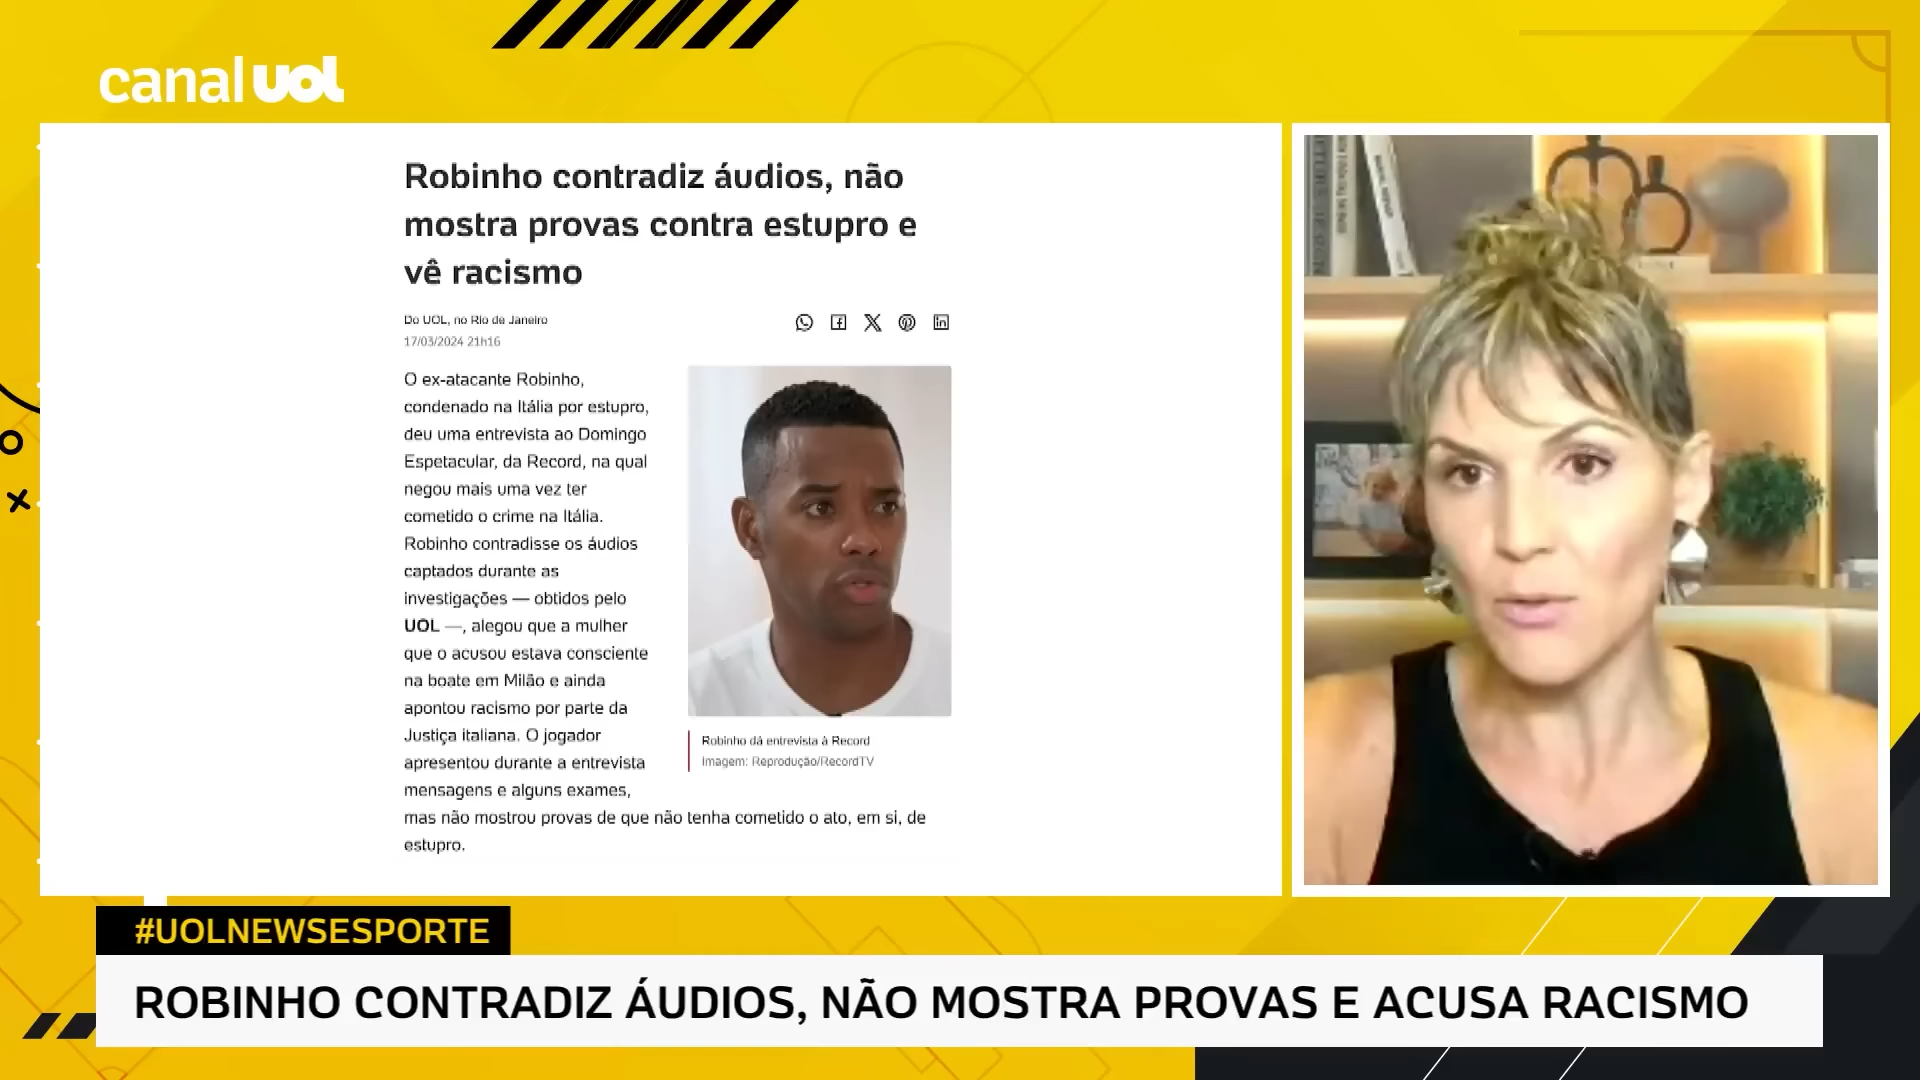 canal uol
Robinho contradiz áudios, não
mostra provas contra estupro e
vê racismo
Do UOL, no Rio de Janeiro
17/03/2024 21h16
O ex-atacante Robinho,
condenado na Itália por estupro,
deu uma entrevista ao Domingo
Espetacular, da Record, na qual
negou mais uma vez ter
cometido o crime na Itália.
Robinho contradisse os áudios
captados durante as
investigações — obtidos pelo
UOL —, alegou que a mulher
que o acusou estava consciente
na boate em Milão e ainda
apontou racismo por parte da
Justiça italiana. O jogador
apresentou durante a entrevista
mensagens e alguns exames,
mas não mostrou provas de que não tenha cometido o ato, em si, de
estupro.
Robinho dá entrevista à Record
Imagem: Reprodução/RecordTV
#UOLNEWSESPORTE
ROBINHO CONTRADIZ ÁUDIOS, NÃO MOSTRA PROVAS E ACUSA RACISMO